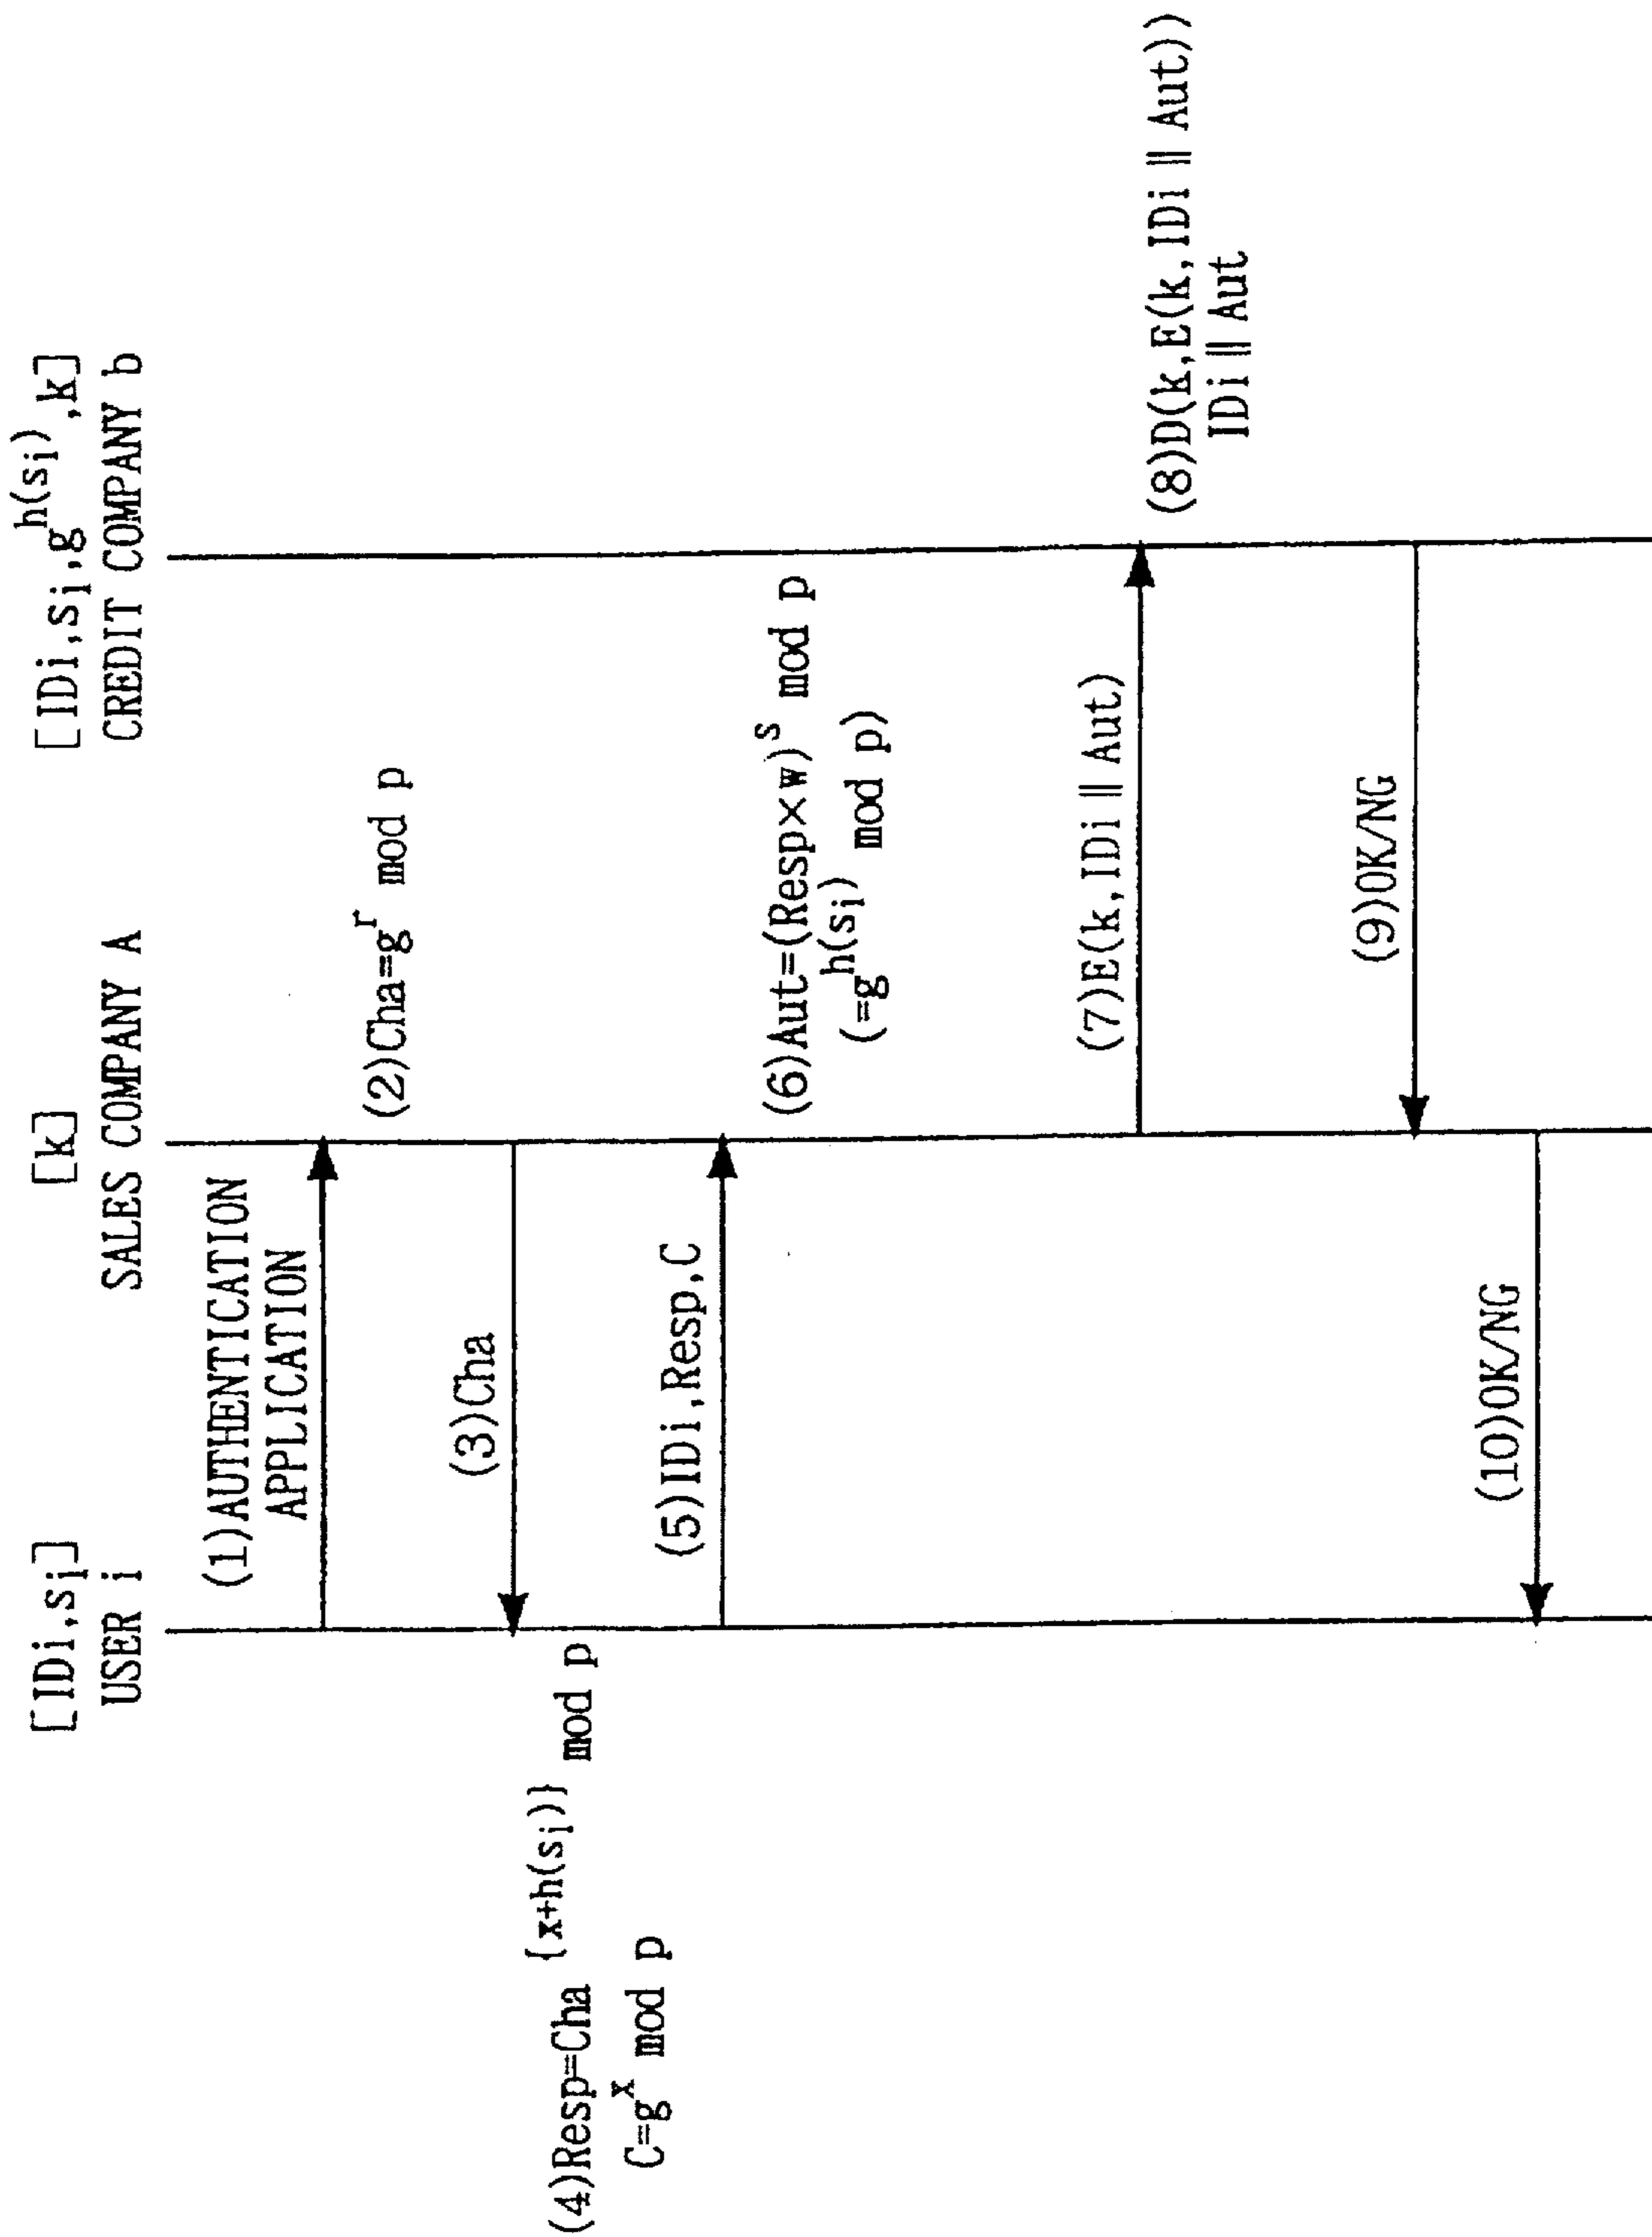 [IDi,si]
USER i
[k]
SALES COMPANY A
[IDi,si,g^h(si),k]
CREDIT COMPANY b
(1)AUTHENTICATION
APPLICATION
(2)Cha=g^r mod p
(3)Cha
(4)Resp=Cha^{x+h(si)} mod p
C=g^x mod p
(5)IDi,Resp,C
(6)Aut=(Resp×w)^s mod p
(=g^h(si) mod p)
(7)E(k,IDi || Aut)
(8)D(k,E(k,IDi || Aut))
IDi || Aut
(9)OK/NG
(10)OK/NG